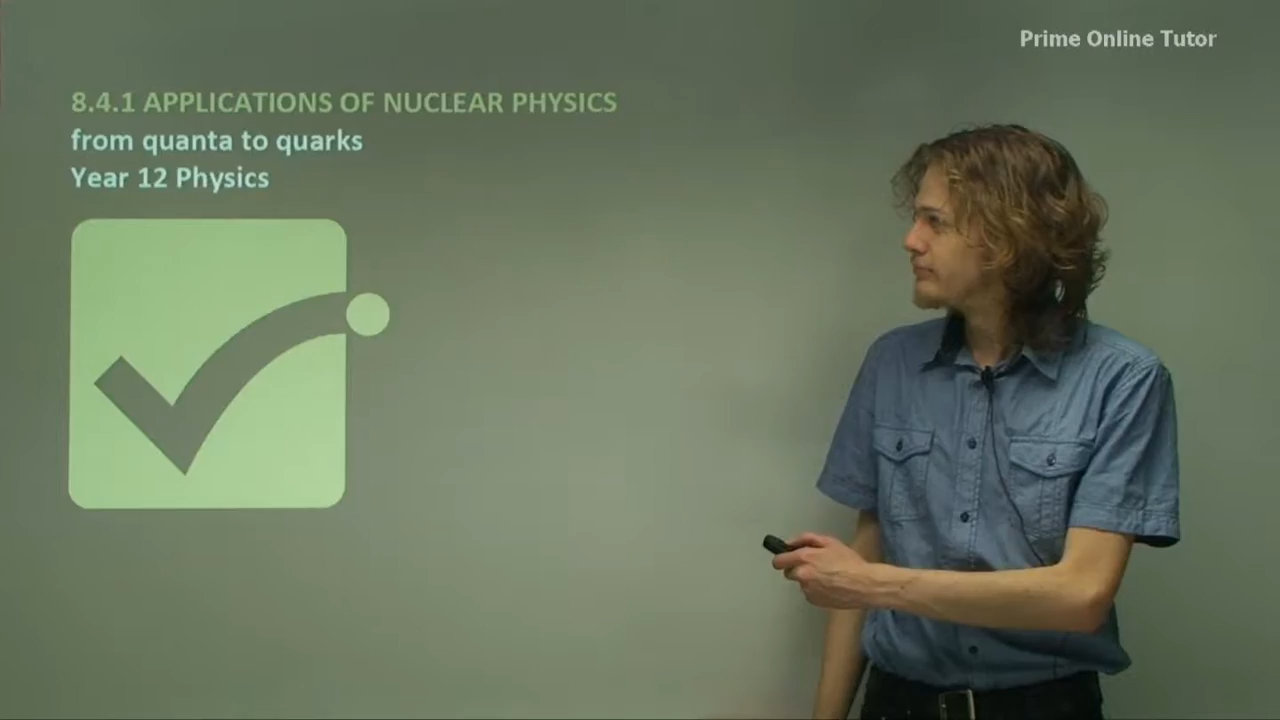 Prime Online Tutor
8.4.1 APPLICATIONS OF NUCLEAR PHYSICS
from quanta to quarks
Year 12 Physics